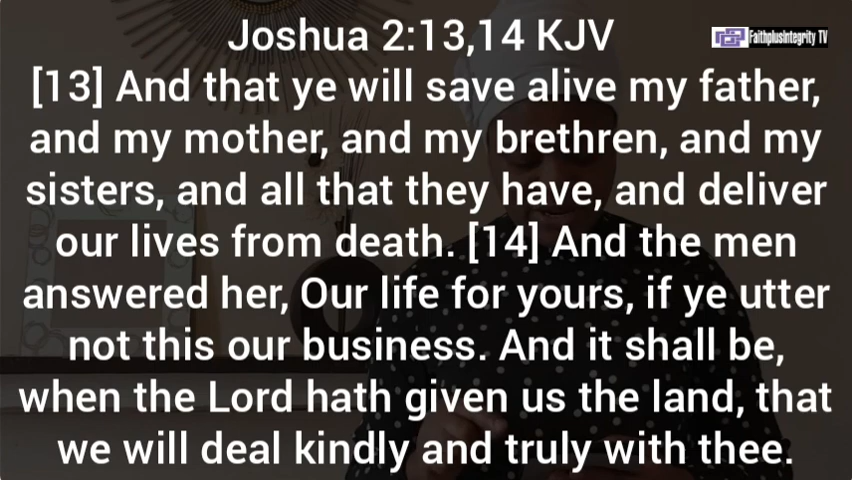 Joshua 2:13,14 KJV
FaithplusIntegrity TV
[13] And that ye will save alive my father,
and my mother, and my brethren, and my
sisters, and all that they have, and deliver
our lives from death. [14] And the men
answered her, Our life for yours, if ye utter
not this our business. And it shall be,
when the Lord hath given us the land, that
we will deal kindly and truly with thee.